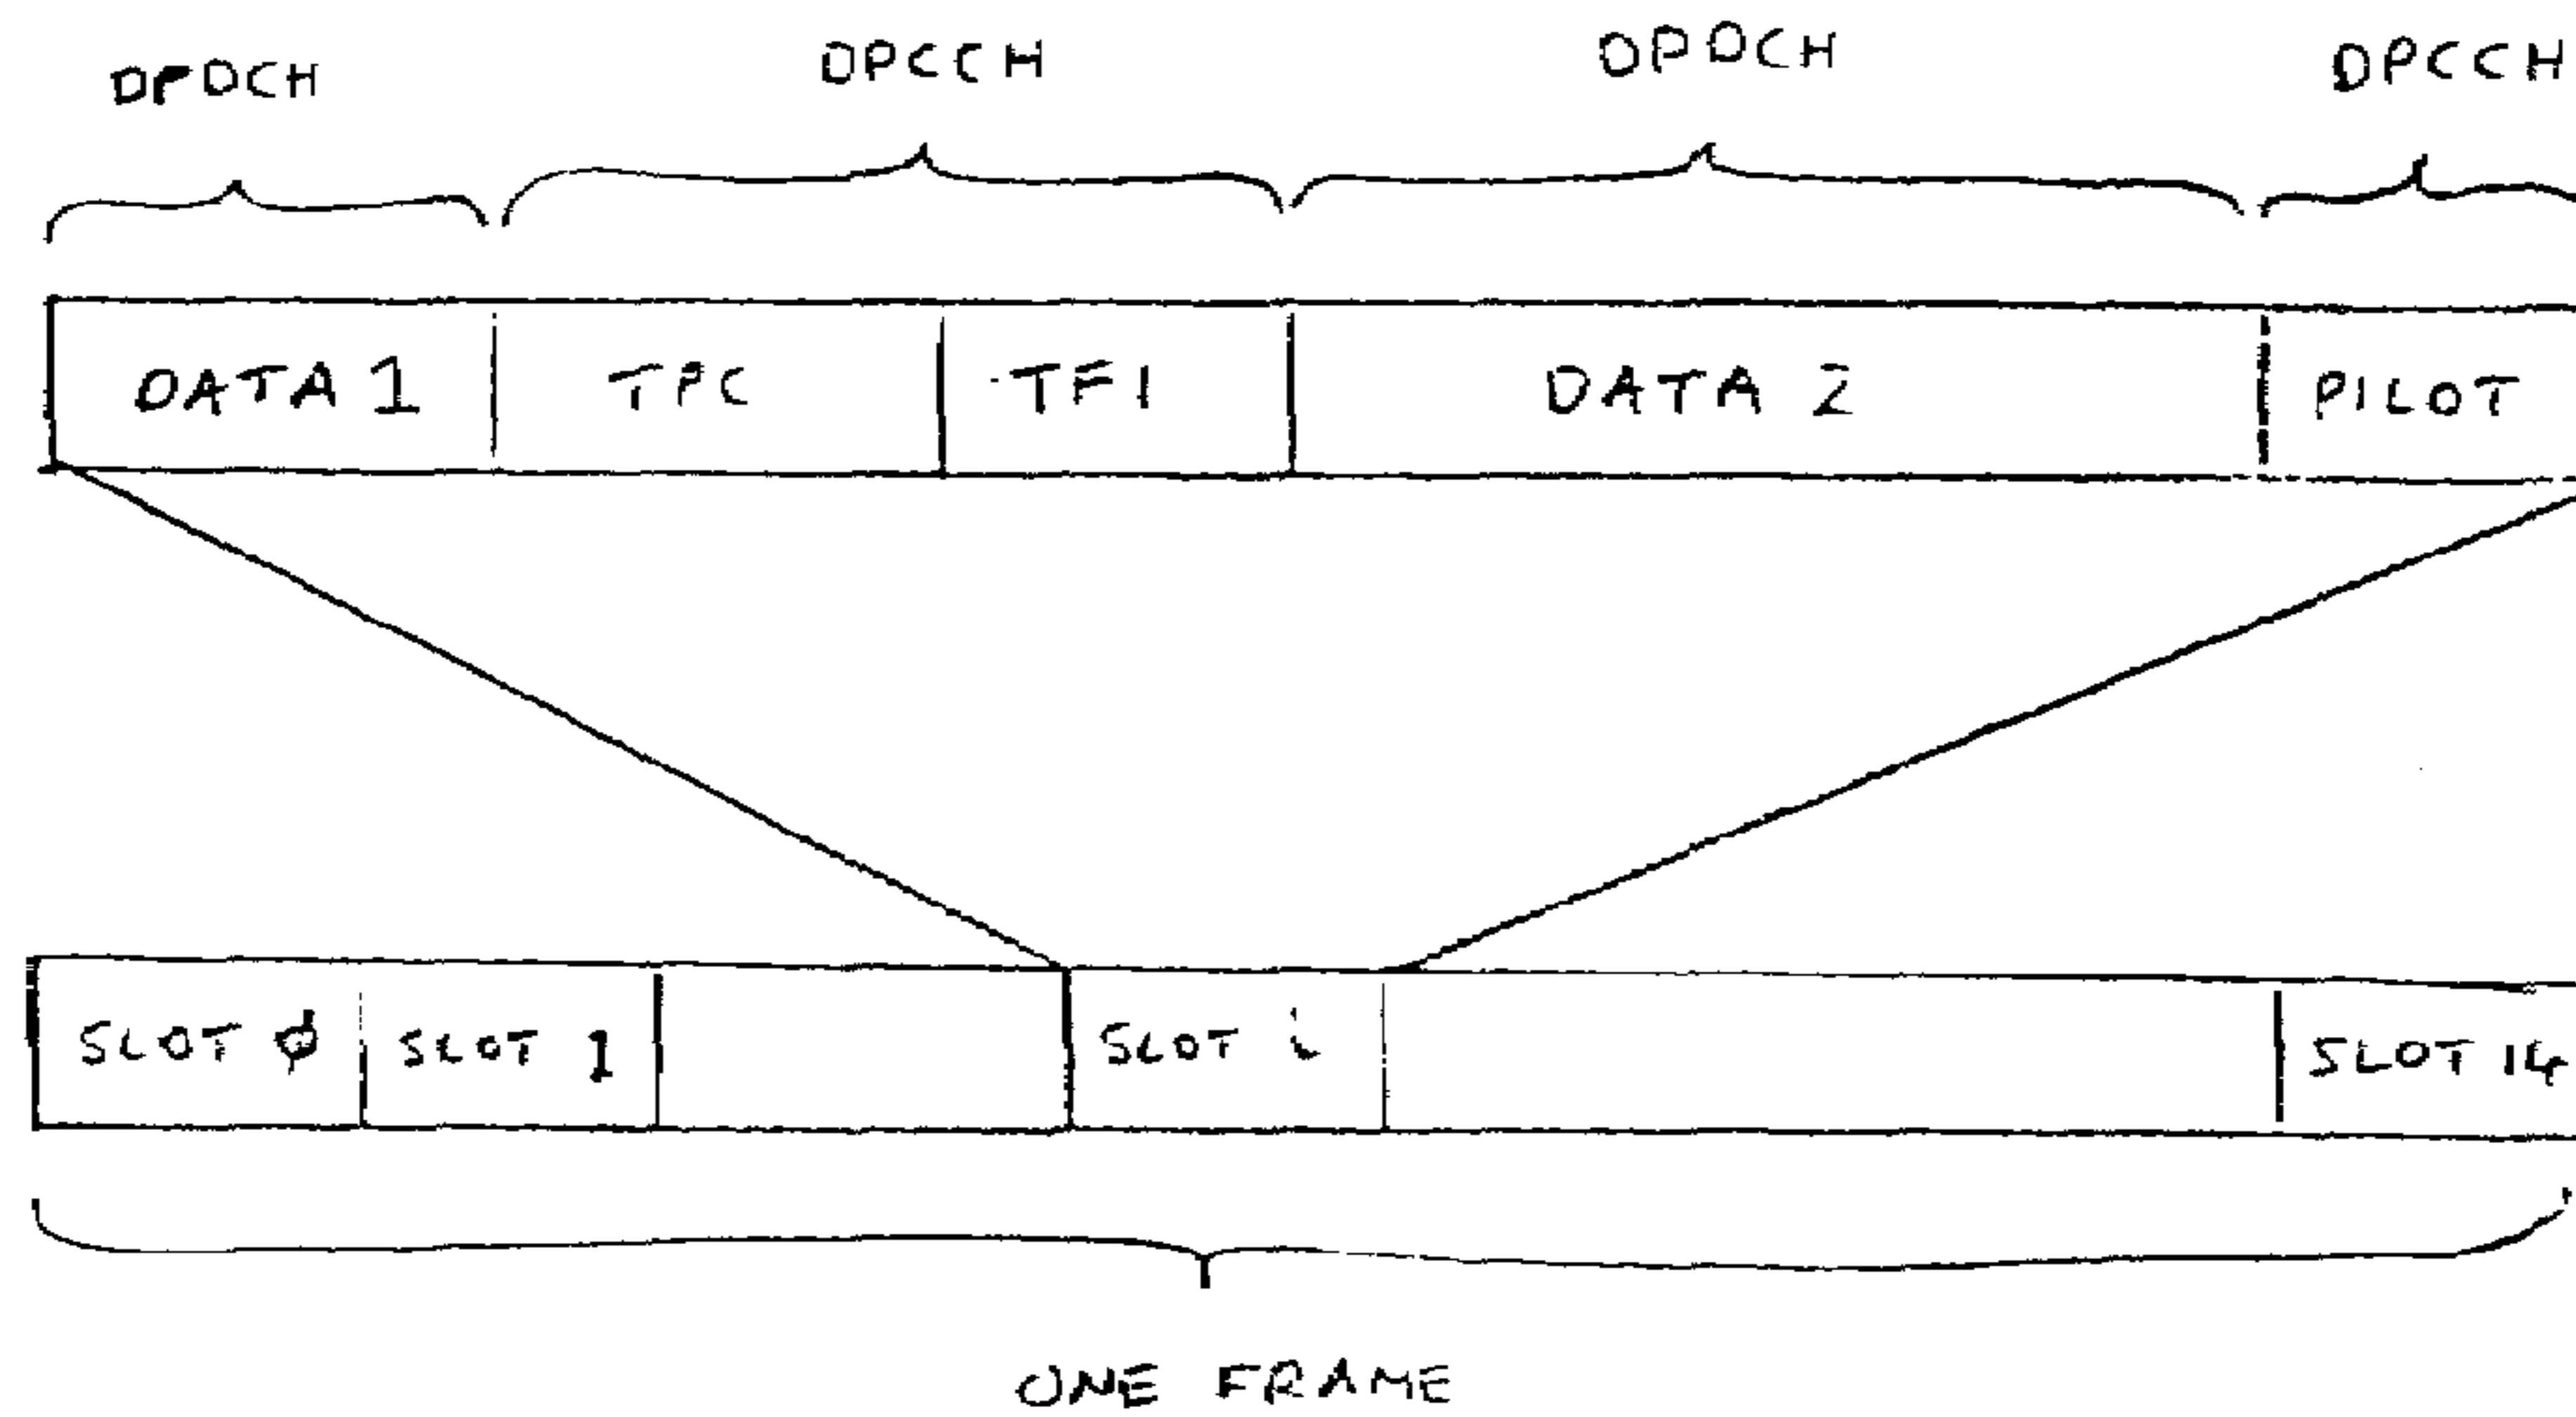 DPDCH DPCCH DPDCH DPCCH
DATA 1 TPC TFI DATA 2 PILOT
SLOT 0 SLOT 1 SLOT i SLOT 14
ONE FRAME